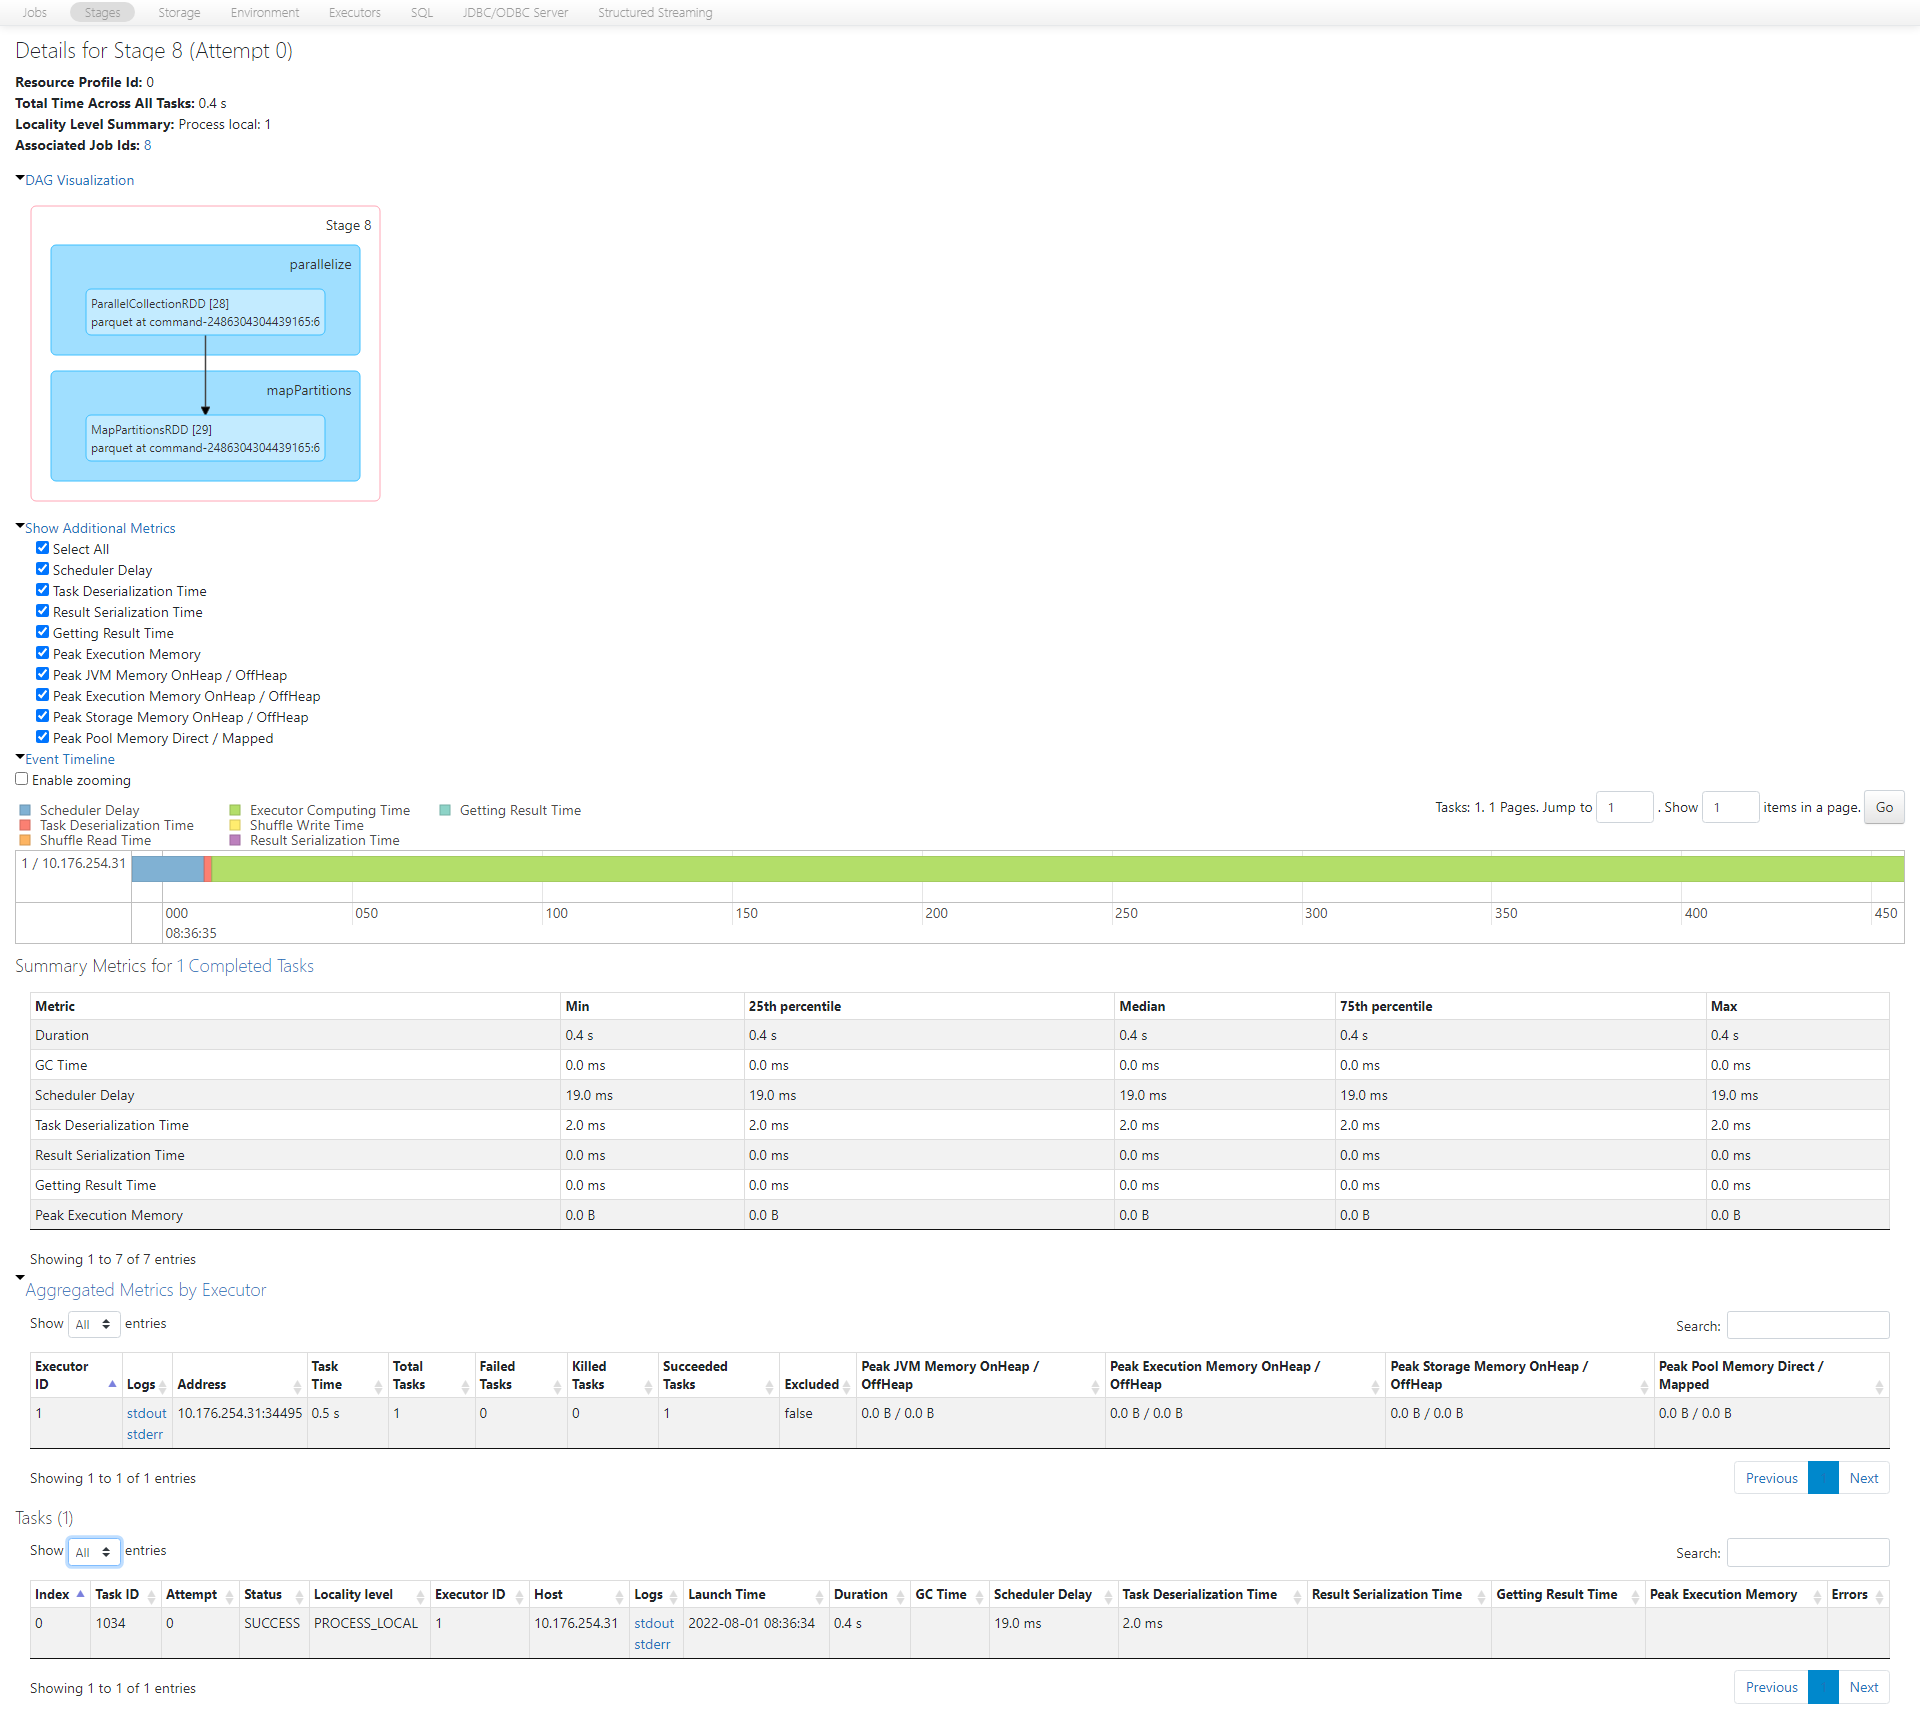 Jobs Stages Storage Environment Executors SQL JDBC/ODBC Server Structured Streaming
Details for Stage 8 (Attempt 0)
Resource Profile Id: 0
Total Time Across All Tasks: 0.4 s
Locality Level Summary: Process local: 1
Associated Job Ids: 8
DAG Visualization
Stage 8
parallelize
ParallelCollectionRDD [28]
parquet at command-2486304304439165:6
mapPartitions
MapPartitionsRDD [29]
parquet at command-2486304304439165:6
Show Additional Metrics
Select All
Scheduler Delay
Task Deserialization Time
Result Serialization Time
Getting Result Time
Peak Execution Memory
Peak JVM Memory OnHeap / OffHeap
Peak Execution Memory OnHeap / OffHeap
Peak Storage Memory OnHeap / OffHeap
Peak Pool Memory Direct / Mapped
Event Timeline
Enable zooming
Scheduler Delay Executor Computing Time Getting Result Time
Task Deserialization Time Shuffle Write Time
Shuffle Read Time Result Serialization Time
Tasks: 1. 1 Pages. Jump to 1 . Show 1 items in a page. Go
1 / 10.176.254.31
000 050 100 150 200 250 300 350 400 450
08:36:35
Summary Metrics for 1 Completed Tasks
Metric Min 25th percentile Median 75th percentile Max
Duration 0.4 s 0.4 s 0.4 s 0.4 s 0.4 s
GC Time 0.0 ms 0.0 ms 0.0 ms 0.0 ms 0.0 ms
Scheduler Delay 19.0 ms 19.0 ms 19.0 ms 19.0 ms 19.0 ms
Task Deserialization Time 2.0 ms 2.0 ms 2.0 ms 2.0 ms 2.0 ms
Result Serialization Time 0.0 ms 0.0 ms 0.0 ms 0.0 ms 0.0 ms
Getting Result Time 0.0 ms 0.0 ms 0.0 ms 0.0 ms 0.0 ms
Peak Execution Memory 0.0 B 0.0 B 0.0 B 0.0 B 0.0 B
Showing 1 to 7 of 7 entries
Aggregated Metrics by Executor
Show All entries Search:
Executor ID Logs Address Task Time Total Tasks Failed Tasks Killed Tasks Succeeded Tasks Excluded Peak JVM Memory OnHeap / OffHeap Peak Execution Memory OnHeap / OffHeap Peak Storage Memory OnHeap / OffHeap Peak Pool Memory Direct / Mapped
1 stdout 10.176.254.31:34495 0.5 s 1 0 0 1 false 0.0 B / 0.0 B 0.0 B / 0.0 B 0.0 B / 0.0 B 0.0 B / 0.0 B
stderr
Showing 1 to 1 of 1 entries Previous Next
Tasks (1)
Show All entries Search:
Index Task ID Attempt Status Locality level Executor ID Host Logs Launch Time Duration GC Time Scheduler Delay Task Deserialization Time Result Serialization Time Getting Result Time Peak Execution Memory Errors
0 1034 0 SUCCESS PROCESS_LOCAL 1 10.176.254.31 stdout 2022-08-01 08:36:34 0.4 s 19.0 ms 2.0 ms
stderr
Showing 1 to 1 of 1 entries Previous Next